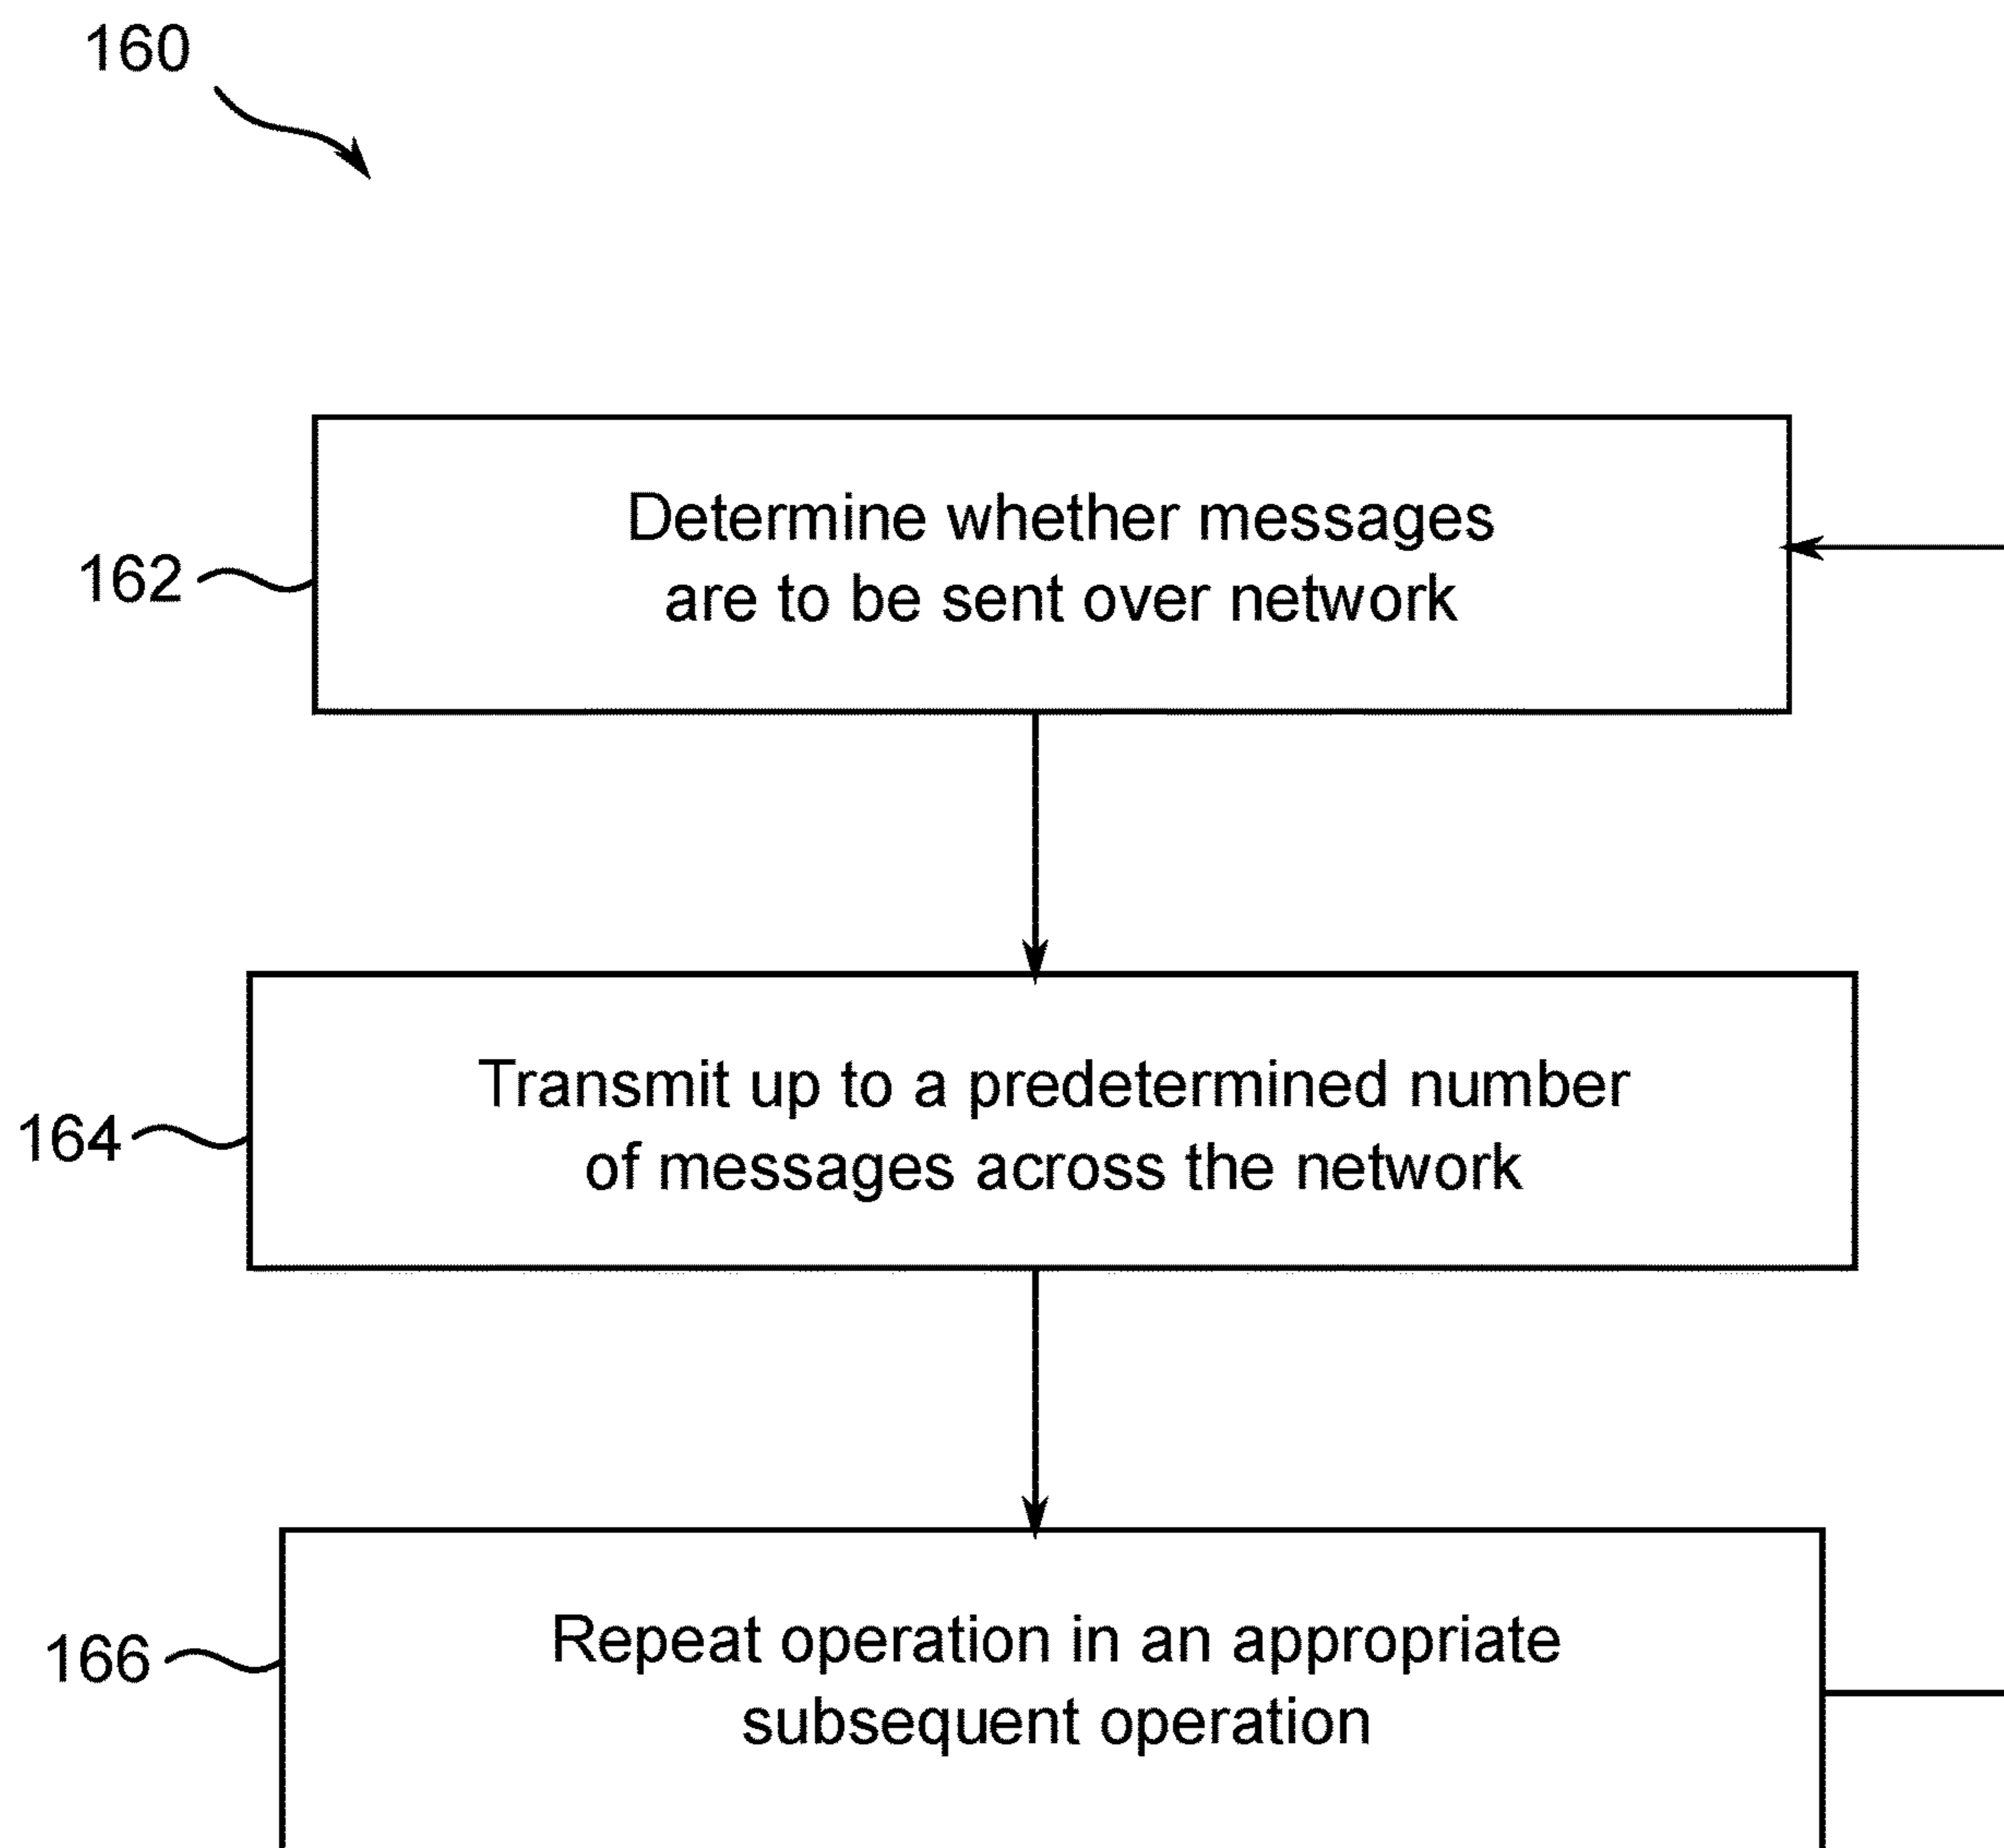 160
162
Determine whether messages
are to be sent over network
164
Transmit up to a predetermined number
of messages across the network
166
Repeat operation in an appropriate
subsequent operation